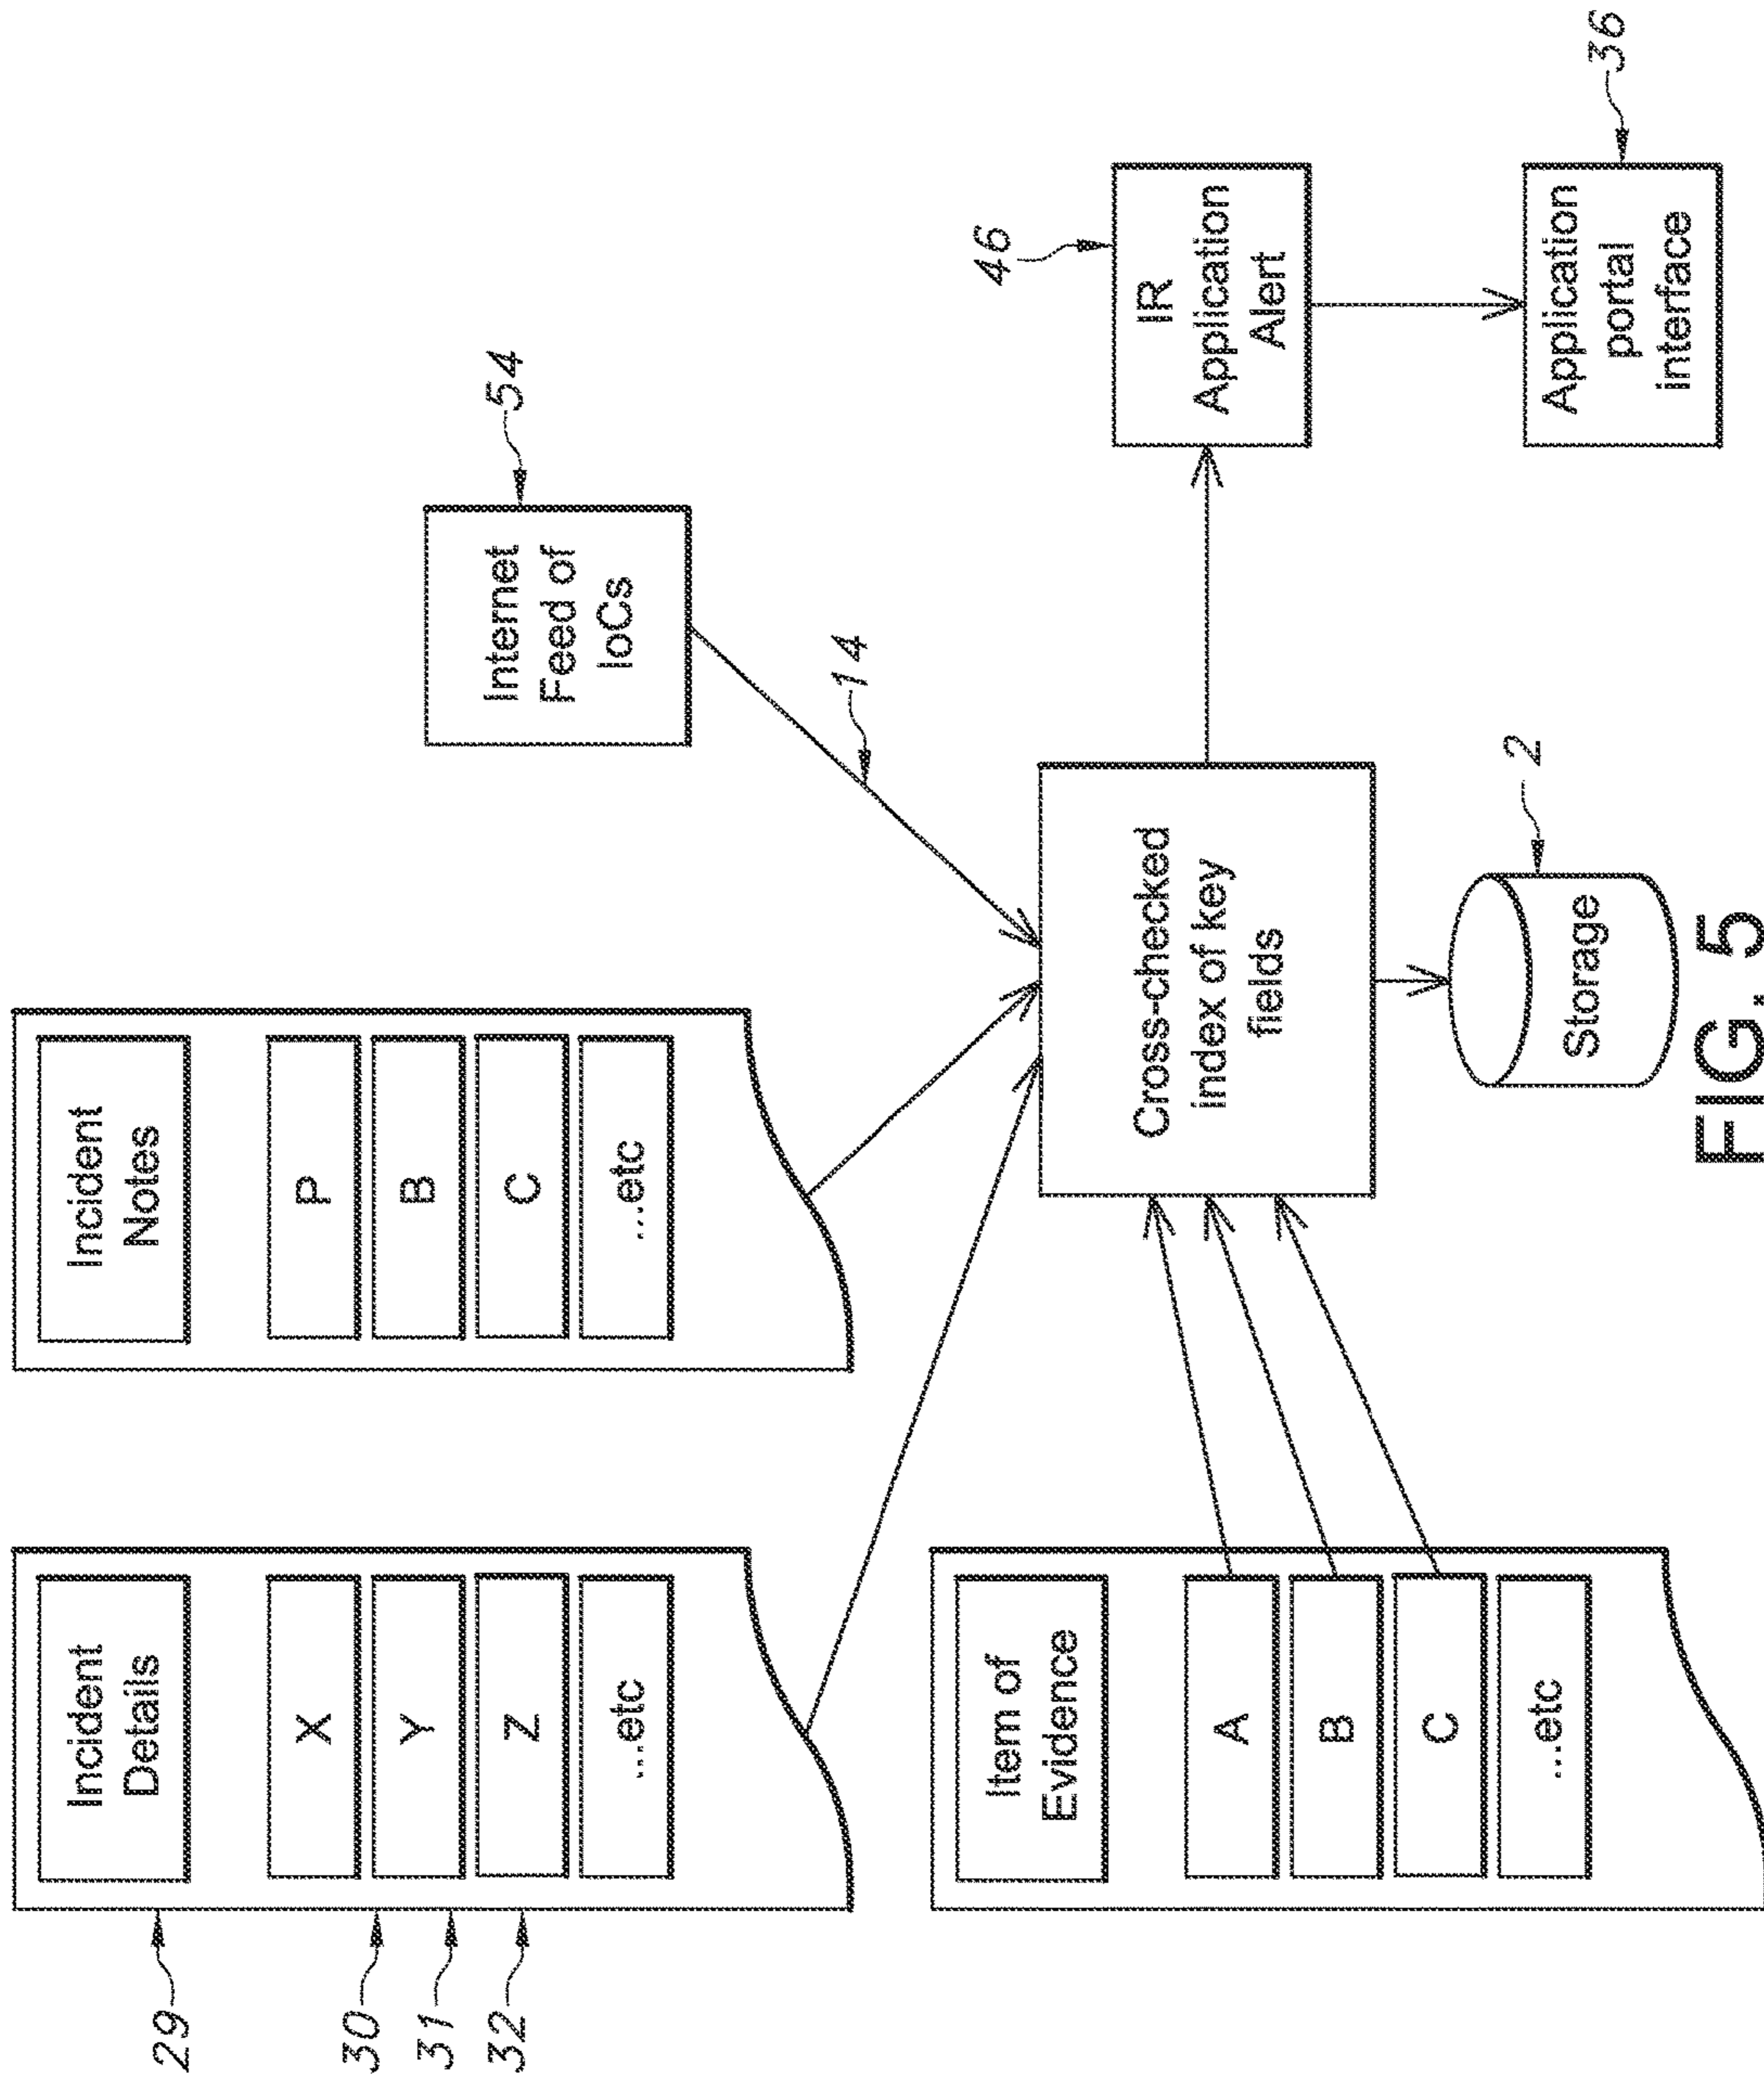 29
30
31
32
Incident
Details
X
Y
Z
...etc
Incident
Notes
P
B
C
...etc
Internet
Feed of
IoCs
54
14
Item of
Evidence
A
B
C
...etc
Cross-checked
index of key
fields
Storage
2
IR
Application
Alert
46
Application
portal
interface
36
FIG. 5